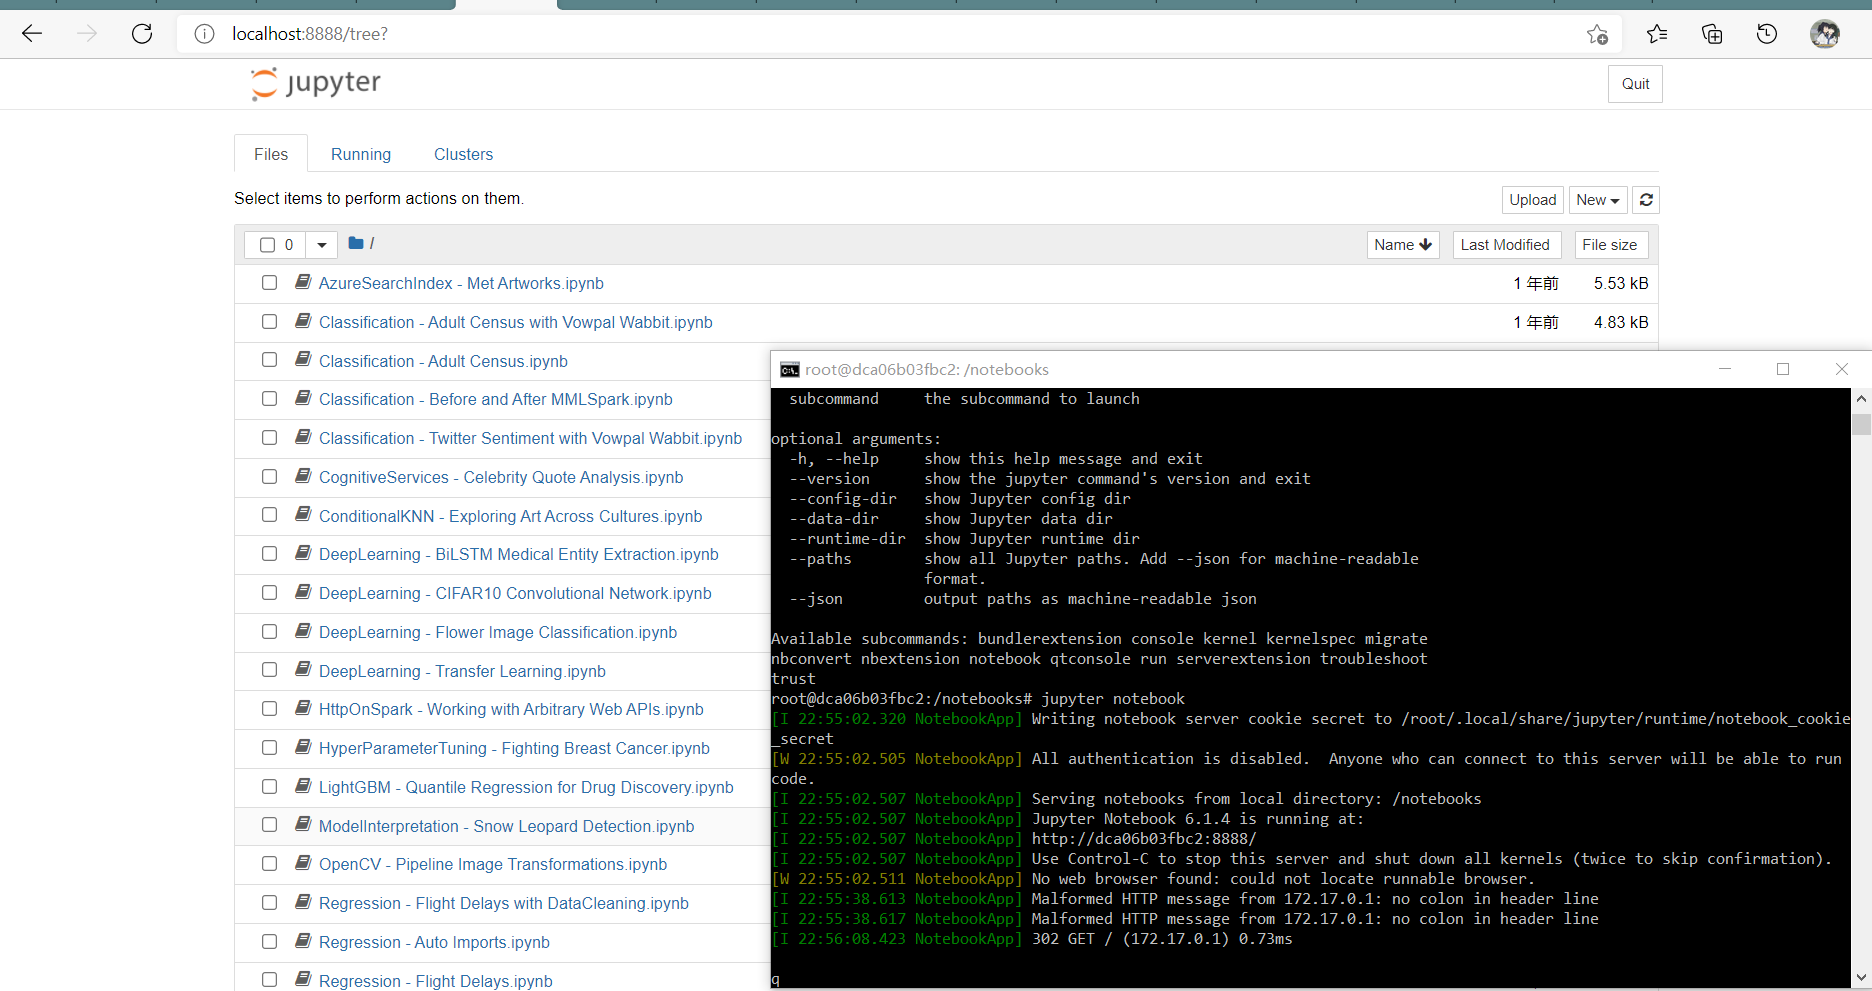 localhost:8888/tree?
jupyter
Quit
Files Running Clusters
Select items to perform actions on them.
Upload New
0 / Name Last Modified File size
AzureSearchIndex - Met Artworks.ipynb 1 年前 5.53 kB
Classification - Adult Census with Vowpal Wabbit.ipynb 1 年前 4.83 kB
Classification - Adult Census.ipynb
Classification - Before and After MMLSpark.ipynb
Classification - Twitter Sentiment with Vowpal Wabbit.ipynb
CognitiveServices - Celebrity Quote Analysis.ipynb
ConditionalKNN - Exploring Art Across Cultures.ipynb
DeepLearning - BiLSTM Medical Entity Extraction.ipynb
DeepLearning - CIFAR10 Convolutional Network.ipynb
DeepLearning - Flower Image Classification.ipynb
DeepLearning - Transfer Learning.ipynb
HttpOnSpark - Working with Arbitrary Web APIs.ipynb
HyperParameterTuning - Fighting Breast Cancer.ipynb
LightGBM - Quantile Regression for Drug Discovery.ipynb
ModelInterpretation - Snow Leopard Detection.ipynb
OpenCV - Pipeline Image Transformations.ipynb
Regression - Flight Delays with DataCleaning.ipynb
Regression - Auto Imports.ipynb
Regression - Flight Delays.ipynb
root@dca06b03fbc2: /notebooks
subcommand the subcommand to launch
optional arguments:
-h, --help show this help message and exit
--version show the jupyter command's version and exit
--config-dir show Jupyter config dir
--data-dir show Jupyter data dir
--runtime-dir show Jupyter runtime dir
--paths show all Jupyter paths. Add --json for machine-readable
format.
--json output paths as machine-readable json
Available subcommands: bundlerextension console kernel kernelspec migrate
nbconvert nbextension notebook qtconsole run serverextension troubleshoot
trust
root@dca06b03fbc2:/notebooks# jupyter notebook
[I 22:55:02.320 NotebookApp] Writing notebook server cookie secret to /root/.local/share/jupyter/runtime/notebook_cookie
_secret
[W 22:55:02.505 NotebookApp] All authentication is disabled.  Anyone who can connect to this server will be able to run
code.
[I 22:55:02.507 NotebookApp] Serving notebooks from local directory: /notebooks
[I 22:55:02.507 NotebookApp] Jupyter Notebook 6.1.4 is running at:
[I 22:55:02.507 NotebookApp] http://dca06b03fbc2:8888/
[I 22:55:02.507 NotebookApp] Use Control-C to stop this server and shut down all kernels (twice to skip confirmation).
[W 22:55:02.511 NotebookApp] No web browser found: could not locate runnable browser.
[I 22:55:38.613 NotebookApp] Malformed HTTP message from 172.17.0.1: no colon in header line
[I 22:55:38.617 NotebookApp] Malformed HTTP message from 172.17.0.1: no colon in header line
[I 22:56:08.423 NotebookApp] 302 GET / (172.17.0.1) 0.73ms
q